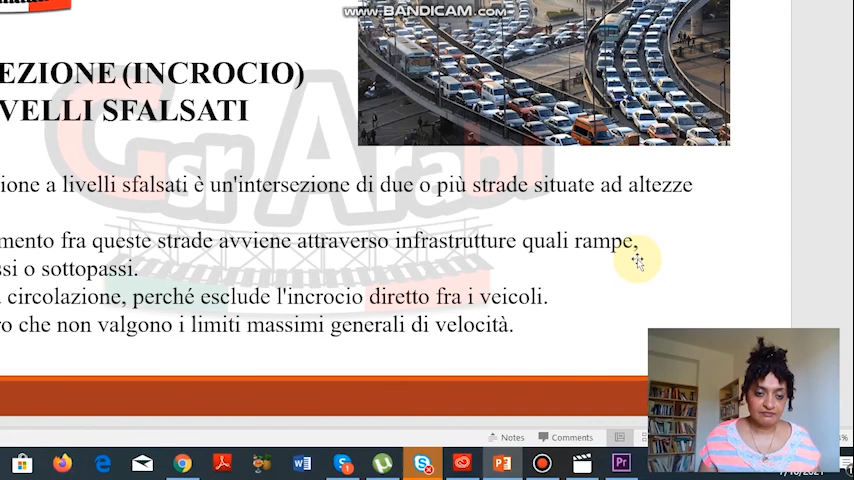 www.BANDICAM.com
EZIONE (INCROCIO)
VELLI SFALSATI
Gsr Arabi
ione a livelli sfalsati è un'intersezione di due o più strade situate ad altezze
mento fra queste strade avviene attraverso infrastrutture quali rampe,
ssi o sottopassi.
circolazione, perché esclude l'incrocio diretto fra i veicoli.
ro che non valgono i limiti massimi generali di velocità.
Notes
Comments